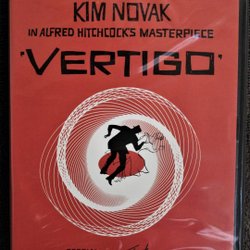 KIM NOVAK
IN ALFRED HITCHCOCK'S MASTERPIECE
'VERTIGO'